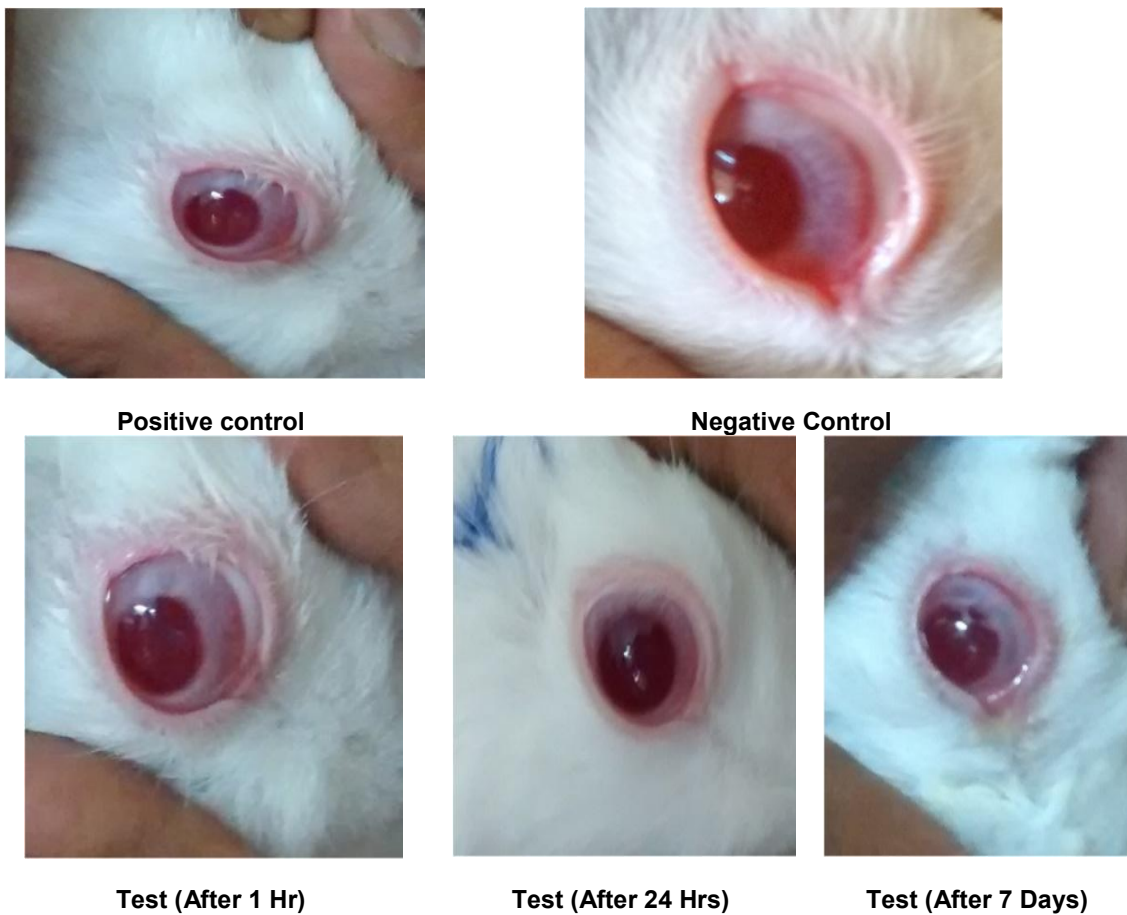 Positive control
Negative Control
Test (After 1 Hr)
Test (After 24 Hrs)
Test (After 7 Days)